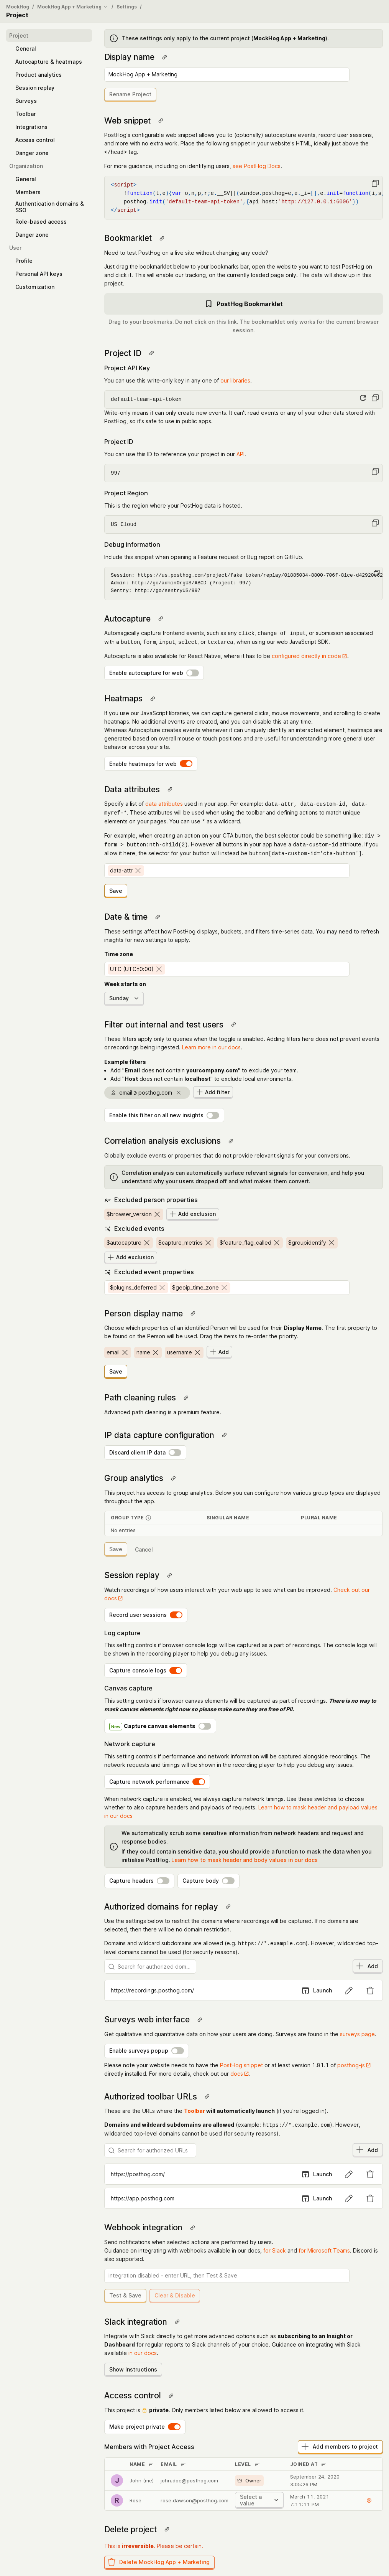 MockHog / MockHog App + Marketing / Settings /
Project
Project
General
Autocapture & heatmaps
Product analytics
Session replay
Surveys
Toolbar
Integrations
Access control
Danger zone
Organization
General
Members
Authentication domains &
SSO
Role-based access
Danger zone
User
Profile
Personal API keys
Customization
These settings only apply to the current project (MockHog App + Marketing).
Display name
MockHog App + Marketing
Rename Project
Web snippet
PostHog's configurable web snippet allows you to (optionally) autocapture events, record user sessions,
and more with no extra work. Place the following snippet in your website's HTML, ideally just above the
</head> tag.
For more guidance, including on identifying users, see PostHog Docs.
<script>
!function(t,e){var o,n,p,r;e.__SV||(window.posthog=e,e._i=[],e.init=function(i,s,
posthog.init('default-team-api-token',{api_host:'http://127.0.0.1:6006'})
</script>
Bookmarklet
Need to test PostHog on a live site without changing any code?
Just drag the bookmarklet below to your bookmarks bar, open the website you want to test PostHog on
and click it. This will enable our tracking, on the currently loaded page only. The data will show up in this
project.
PostHog Bookmarklet
Drag to your bookmarks. Do not click on this link. The bookmarklet only works for the current browser
session.
Project ID
Project API Key
You can use this write-only key in any one of our libraries.
default-team-api-token
Write-only means it can only create new events. It can't read events or any of your other data stored with
PostHog, so it's safe to use in public apps.
Project ID
You can use this ID to reference your project in our API.
997
Project Region
This is the region where your PostHog data is hosted.
US Cloud
Debug information
Include this snippet when opening a Feature request or Bug report on GitHub.
Admin: http://go/adminOrgUS/ABCD (Project: 997)
Sentry: http://go/sentryUS/997
Autocapture
Automagically capture frontend events, such as any click, change of input, or submission associated
with a button, form, input, select, or textarea, when using our web JavaScript SDK.
Autocapture is also available for React Native, where it has to be configured directly in code.
Enable autocapture for web
Heatmaps
If you use our JavaScript libraries, we can capture general clicks, mouse movements, and scrolling to create
heatmaps. No additional events are created, and you can disable this at any time.
Whereas Autocapture creates events whenever it can uniquely identify an interacted element, heatmaps are
generated based on overall mouse or touch positions and are useful for understanding more general user
behavior across your site.
Enable heatmaps for web
Data attributes
Specify a list of data attributes used in your app. For example: data-attr, data-custom-id, data-
myref-*. These attributes will be used when using the toolbar and defining actions to match unique
elements on your pages. You can use * as a wildcard.
For example, when creating an action on your CTA button, the best selector could be something like: div >
form > button:nth-child(2). However all buttons in your app have a data-custom-id attribute. If you
allow it here, the selector for your button will instead be button[data-custom-id='cta-button'].
data-attr
Save
Date & time
These settings affect how PostHog displays, buckets, and filters time-series data. You may need to refresh
insights for new settings to apply.
Time zone
UTC (UTC±0:00)
Week starts on
Sunday
Filter out internal and test users
These filters apply only to queries when the toggle is enabled. Adding filters here does not prevent events
or recordings being ingested. Learn more in our docs.
Example filters
Add "Email does not contain yourcompany.com" to exclude your team.
Add "Host does not contain localhost" to exclude local environments.
email ∌ posthog.com
Add filter
Enable this filter on all new insights
Correlation analysis exclusions
Globally exclude events or properties that do not provide relevant signals for your conversions.
Correlation analysis can automatically surface relevant signals for conversion, and help you
understand why your users dropped off and what makes them convert.
Excluded person properties
$browser_version
Add exclusion
Excluded events
$autocapture $capture_metrics $feature_flag_called $groupidentify
Add exclusion
Excluded event properties
$plugins_deferred $geoip_time_zone
Person display name
Choose which properties of an identified Person will be used for their Display Name. The first property to
be found on the Person will be used. Drag the items to re-order the priority.
email name username Add
Save
Path cleaning rules
Advanced path cleaning is a premium feature.
IP data capture configuration
Discard client IP data
Group analytics
This project has access to group analytics. Below you can configure how various group types are displayed
throughout the app.
GROUP TYPE SINGULAR NAME PLURAL NAME
No entries
Save Cancel
Session replay
Watch recordings of how users interact with your web app to see what can be improved. Check out our
docs
Record user sessions
Log capture
This setting controls if browser console logs will be captured as a part of recordings. The console logs will
be shown in the recording player to help you debug any issues.
Capture console logs
Canvas capture
This setting controls if browser canvas elements will be captured as part of recordings. There is no way to
mask canvas elements right now so please make sure they are free of PII.
New Capture canvas elements
Network capture
This setting controls if performance and network information will be captured alongside recordings. The
network requests and timings will be shown in the recording player to help you debug any issues.
Capture network performance
When network capture is enabled, we always capture network timings. Use these switches to choose
whether to also capture headers and payloads of requests. Learn how to mask header and payload values
in our docs
We automatically scrub some sensitive information from network headers and request and
response bodies.
If they could contain sensitive data, you should provide a function to mask the data when you
initialise PostHog. Learn how to mask header and body values in our docs
Capture headers Capture body
Authorized domains for replay
Use the settings below to restrict the domains where recordings will be captured. If no domains are
selected, then there will be no domain restriction.
Domains and wildcard subdomains are allowed (e.g. https://*.example.com). However, wildcarded top-
level domains cannot be used (for security reasons).
Search for authorized dom...
Add
https://recordings.posthog.com/
Launch
Surveys web interface
Get qualitative and quantitative data on how your users are doing. Surveys are found in the surveys page.
Enable surveys popup
Please note your website needs to have the PostHog snippet or at least version 1.81.1 of posthog-js
directly installed. For more details, check out our docs.
Authorized toolbar URLs
These are the URLs where the Toolbar will automatically launch (if you're logged in).
Domains and wildcard subdomains are allowed (example: https://*.example.com). However,
wildcarded top-level domains cannot be used (for security reasons).
Search for authorized URLs
Add
https://posthog.com/
Launch
https://app.posthog.com
Launch
Webhook integration
Send notifications when selected actions are performed by users.
Guidance on integrating with webhooks available in our docs, for Slack and for Microsoft Teams. Discord is
also supported.
integration disabled - enter URL, then Test & Save
Test & Save Clear & Disable
Slack integration
Integrate with Slack directly to get more advanced options such as subscribing to an Insight or
Dashboard for regular reports to Slack channels of your choice. Guidance on integrating with Slack
available in our docs.
Show Instructions
Access control
This project is private. Only members listed below are allowed to access it.
Make project private
Members with Project Access
Add members to project
NAME EMAIL LEVEL JOINED AT
J John (me) john.doe@posthog.com Owner September 24, 2020
3:05:26 PM
R Rose rose.dawson@posthog.com Select a
value
March 11, 2021
7:11:11 PM
Delete project
This is irreversible. Please be certain.
Delete MockHog App + Marketing